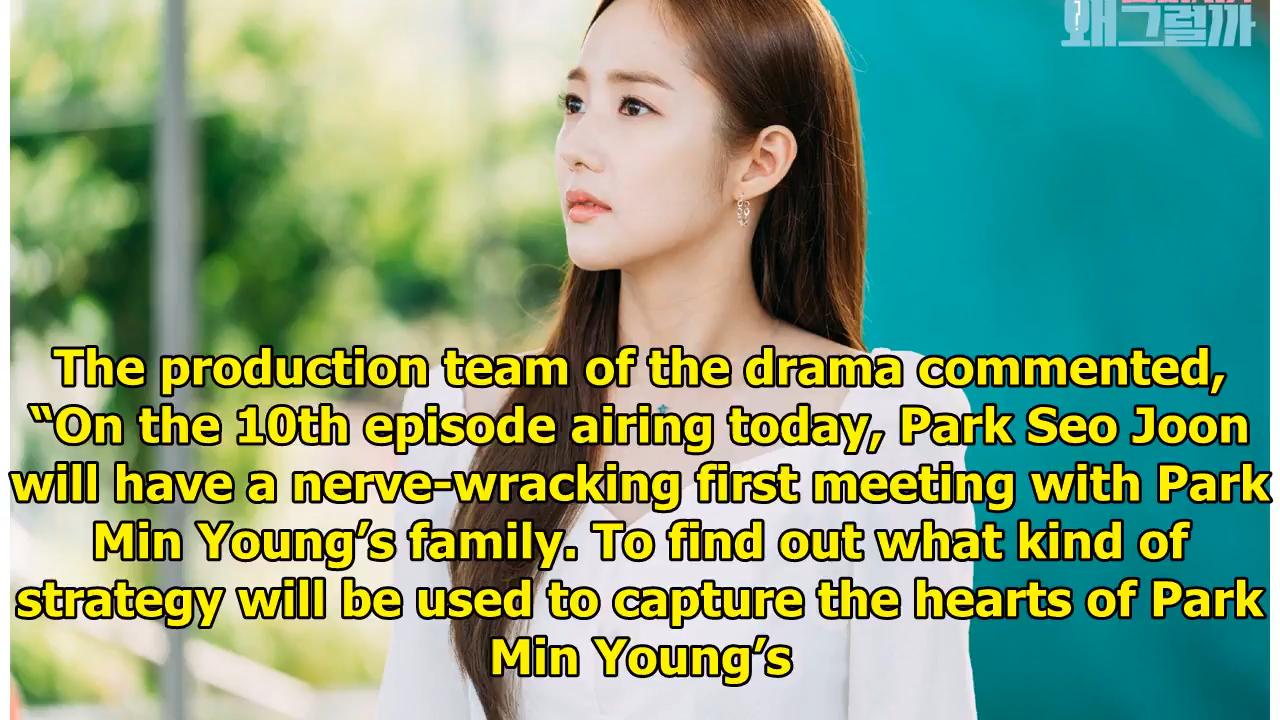 왜그럴까
The production team of the drama commented,
“On the 10th episode airing today, Park Seo Joon
will have a nerve-wracking first meeting with Park
Min Young’s family. To find out what kind of
strategy will be used to capture the hearts of Park
Min Young’s